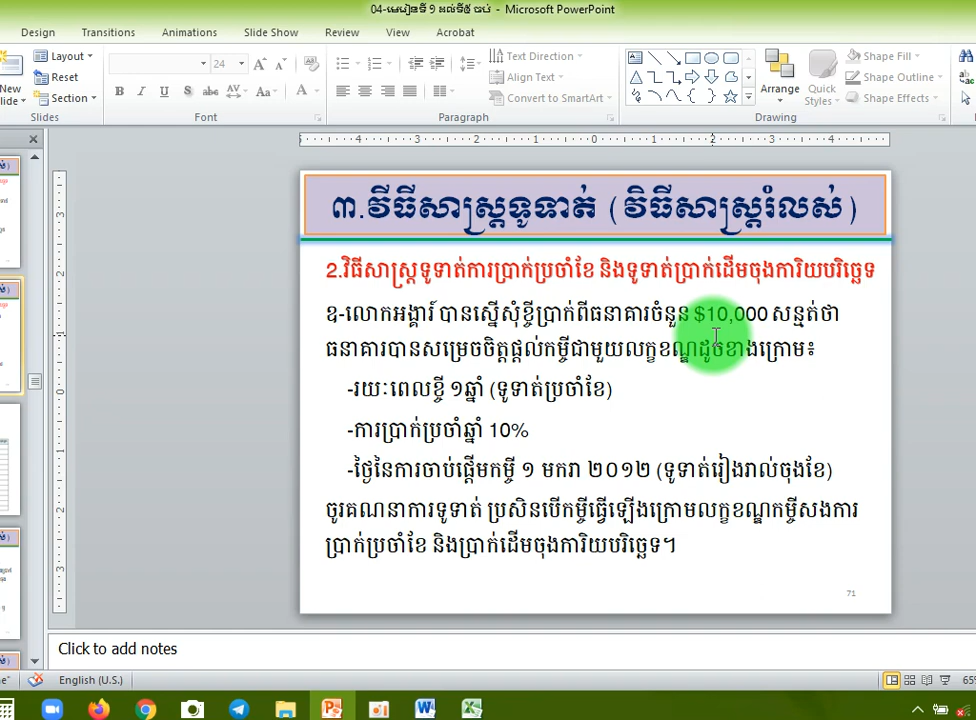 04-មេរៀនទី ១ ដល់ទី៥ ចប់ - Microsoft PowerPoint
Design Transitions Animations Slide Show Review View Acrobat
Layout
Reset
New Slide
Section
24
B I U S abc AV Aa A
Text Direction
Align Text
Convert to SmartArt
Arrange
Quick Styles
Shape Fill
Shape Outline
Shape Effects
Slides Font Paragraph Drawing
៣.វិធីសាស្ត្រទូទាត់ (វិធីសាស្ត្ររំលស់)
2.វិធីសាស្ត្រទូទាត់ការប្រាក់ប្រចាំខែ និងទូទាត់ប្រាក់ដើមចុងការិយបរិច្ឆេទ
ឧ-លោកអង្គារ៍ បានស្នើសុំខ្ចីប្រាក់ពីធនាគារចំនួន $10,000 សន្មត់ថា
ធនាគារបានសម្រេចចិត្តផ្តល់កម្ចីជាមួយលក្ខខណ្ឌដូចខាងក្រោម៖
-រយៈពេលខ្ចី ១ឆ្នាំ (ទូទាត់ប្រចាំខែ)
-ការប្រាក់ប្រចាំឆ្នាំ 10%
-ថ្ងៃនៃការចាប់ផ្តើមកម្ចី ១ មករា ២០១២ (ទូទាត់រៀងរាល់ចុងខែ)
ចូរគណនាការទូទាត់ ប្រសិនបើកម្ចីធ្វើឡើងក្រោមលក្ខខណ្ឌកម្ចីសងការ
ប្រាក់ប្រចាំខែ និងប្រាក់ដើមចុងការិយបរិច្ឆេទ។
71
Click to add notes
English (U.S.)